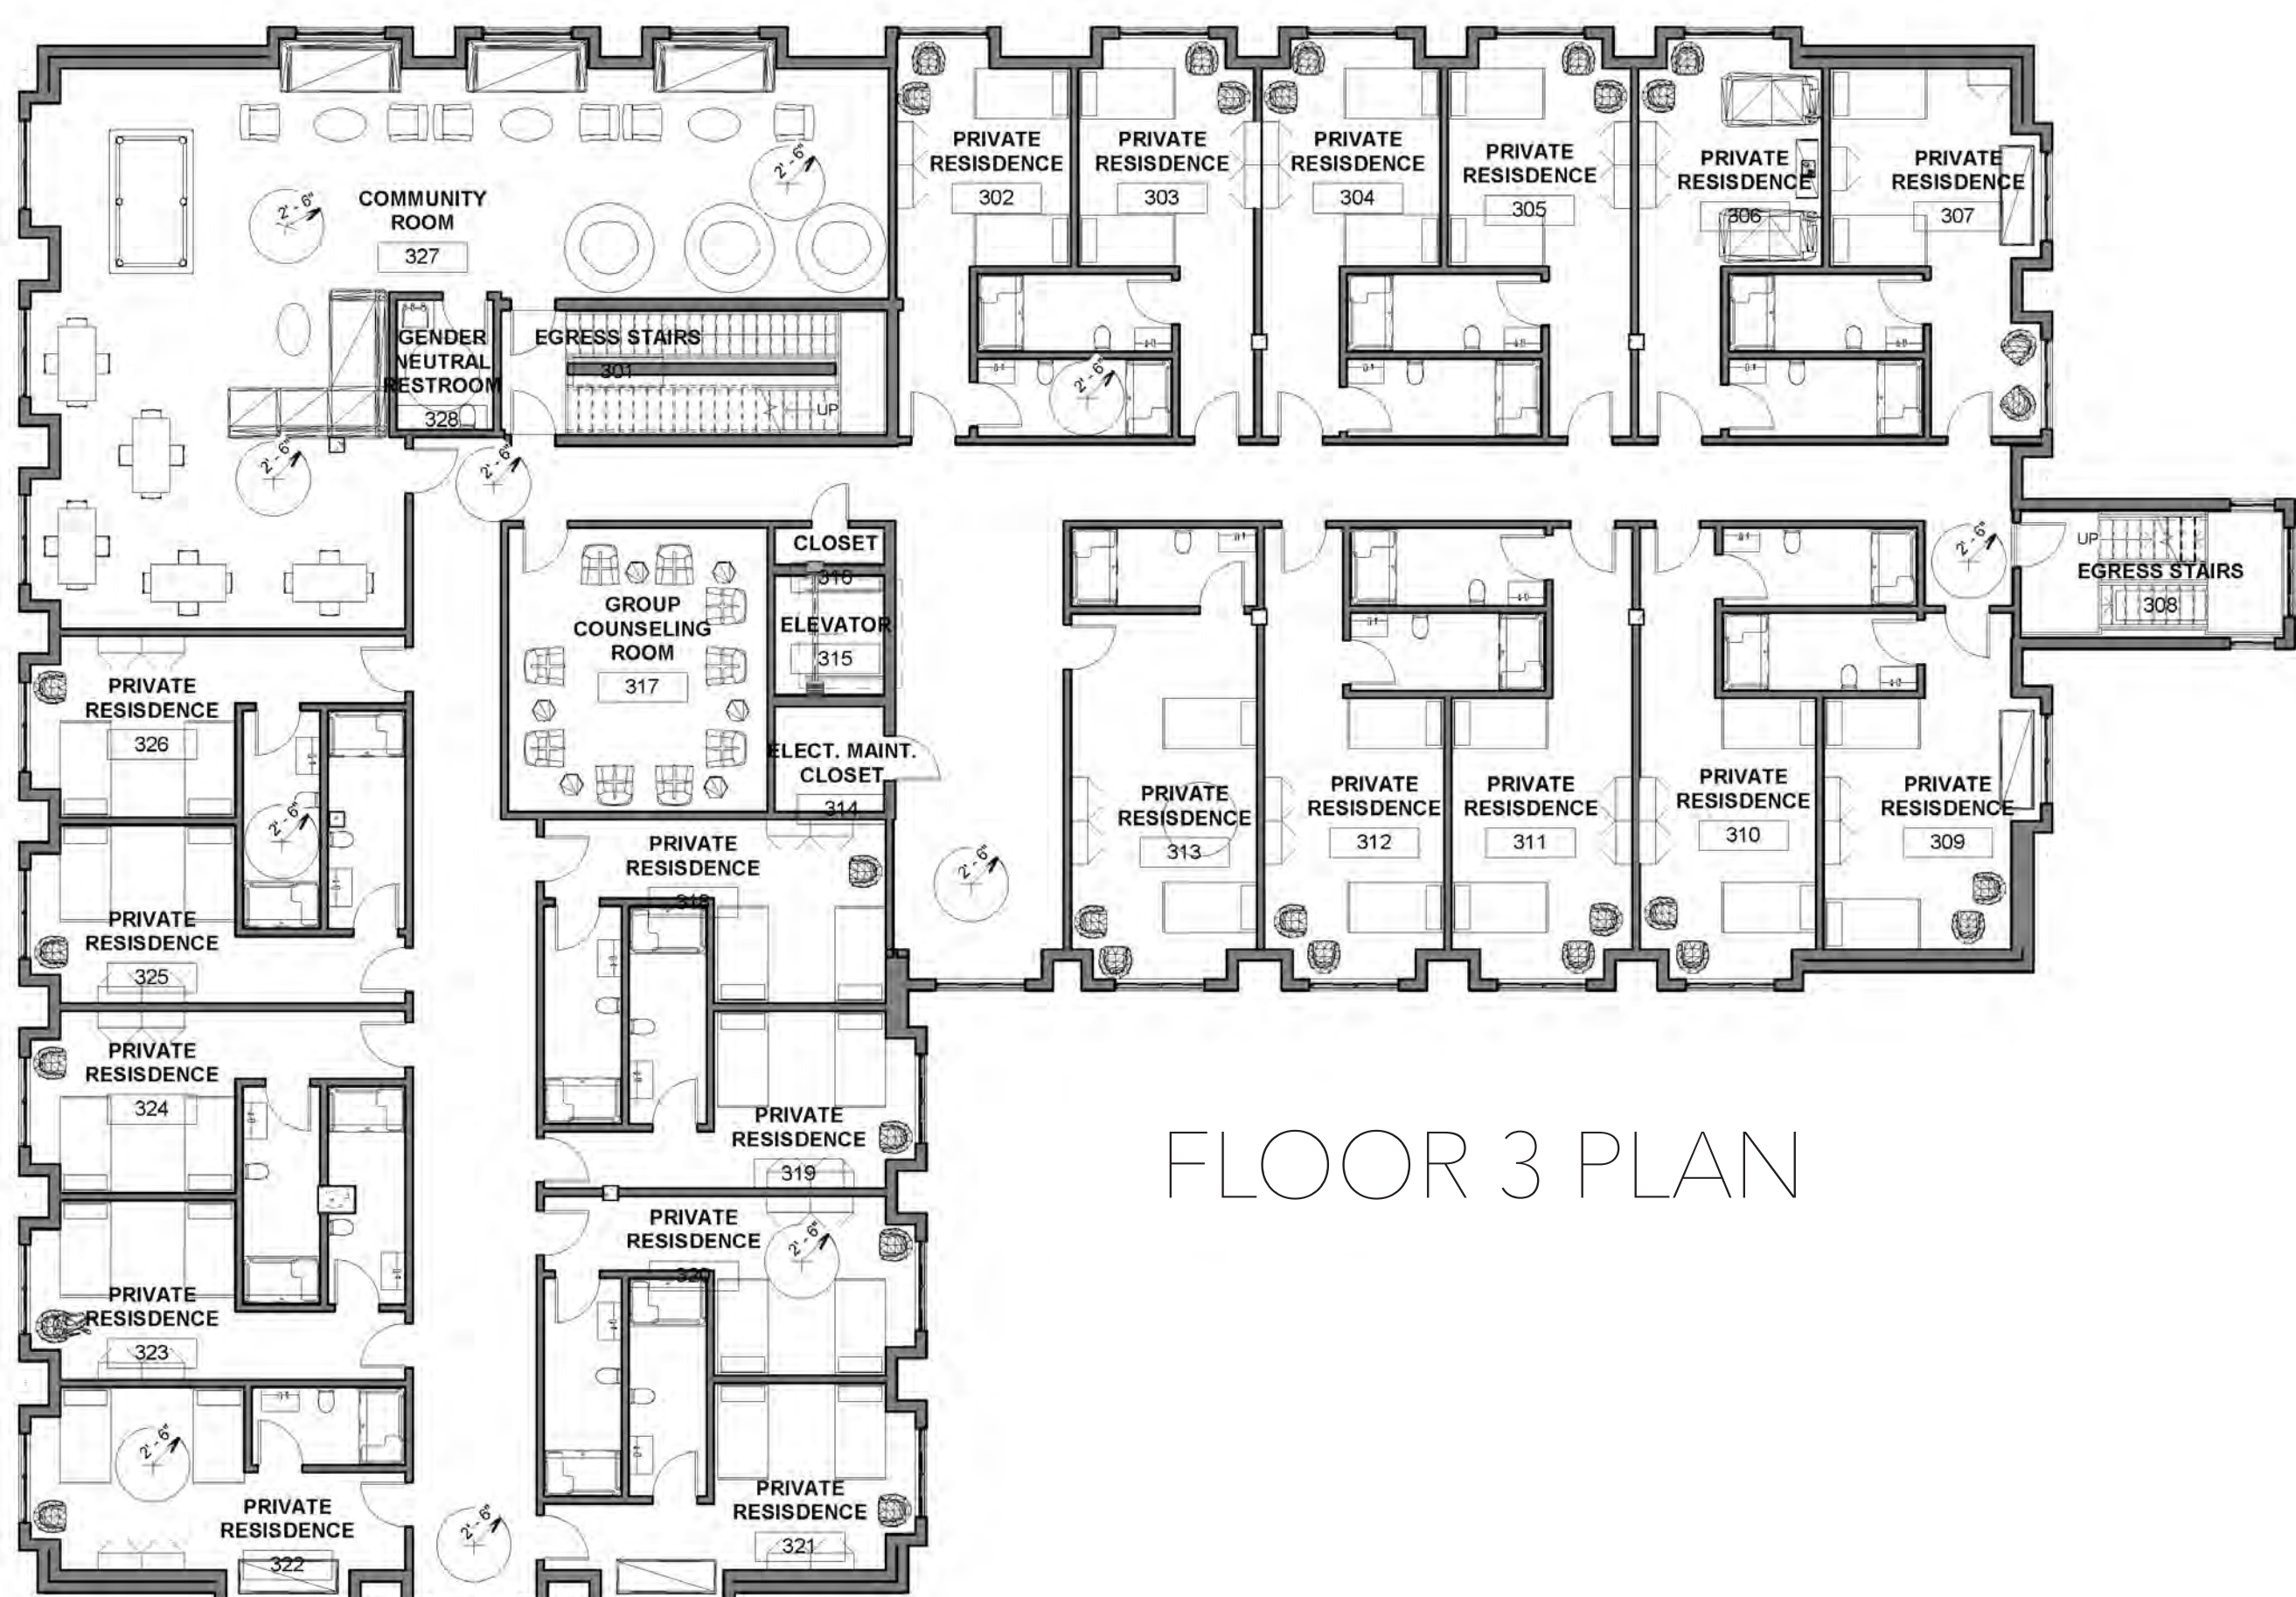 COMMUNITY
ROOM
327
2' - 6"
2' - 6"
GENDER
NEUTRAL
RESTROOM
328
EGRESS STAIRS
301
UP
2' - 6"
2' - 6"
PRIVATE
RESISDENCE
302
PRIVATE
RESISDENCE
303
PRIVATE
RESISDENCE
304
PRIVATE
RESISDENCE
305
PRIVATE
RESISDENCE
306
PRIVATE
RESISDENCE
307
2' - 6"
UP
EGRESS STAIRS
308
2' - 6"
CLOSET
316
ELEVATOR
315
GROUP
COUNSELING
ROOM
317
ELECT. MAINT.
CLOSET
314
2' - 6"
PRIVATE
RESISDENCE
313
PRIVATE
RESISDENCE
312
PRIVATE
RESISDENCE
311
PRIVATE
RESISDENCE
310
PRIVATE
RESISDENCE
309
PRIVATE
RESISDENCE
326
2' - 6"
PRIVATE
RESISDENCE
325
PRIVATE
RESISDENCE
318
PRIVATE
RESISDENCE
324
PRIVATE
RESISDENCE
319
FLOOR 3 PLAN
PRIVATE
RESISDENCE
320
2' - 6"
PRIVATE
RESISDENCE
323
2' - 6"
PRIVATE
RESISDENCE
322
2' - 6"
PRIVATE
RESISDENCE
321